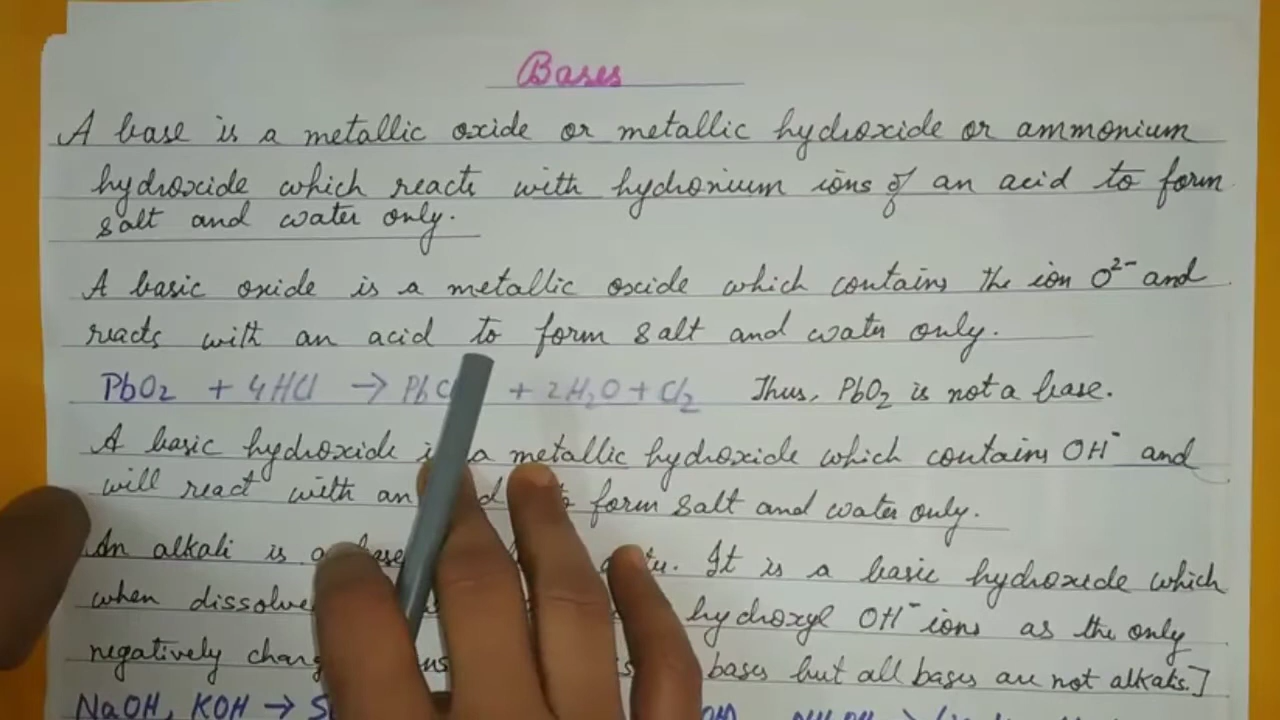 Bases
A base is a metallic oxide or metallic hydroxide or ammonium
hydroxide which reacts with hydronium ions of an acid to form
salt and water only.
A basic oxide is a metallic oxide which contains the ion O²⁻ and
reacts with an acid to form salt and water only.
PbO₂ + 4HCl → + 2H₂O + Cl₂ Thus, PbO₂ is not a base.
A basic hydroxide a metallic hydroxide which contains OH⁻ and
will react with an form salt and water only.
An alkali is a It is a basic hydroxide which
when hydroxyl OH⁻ ions as the only
negatively bases but all bases are not alkalis.]
NaOH, KOH →